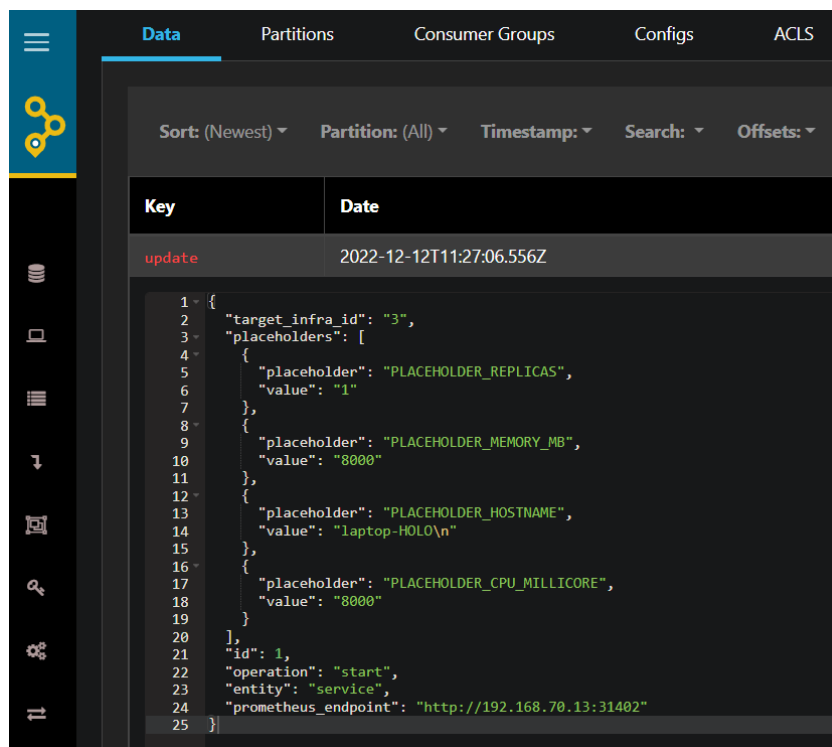 Data Partitions Consumer Groups Configs ACLS
Sort: (Newest) Partition: (All) Timestamp: Search: Offsets:
Key Date
update 2022-12-12T11:27:06.556Z
1 {
2 "target_infra_id": "3",
3 "placeholders": [
4 {
5 "placeholder": "PLACEHOLDER_REPLICAS",
6 "value": "1"
7 },
8 {
9 "placeholder": "PLACEHOLDER_MEMORY_MB",
10 "value": "8000"
11 },
12 {
13 "placeholder": "PLACEHOLDER_HOSTNAME",
14 "value": "laptop-HOLO\n"
15 },
16 {
17 "placeholder": "PLACEHOLDER_CPU_MILLICORE",
18 "value": "8000"
19 }
20 ],
21 "id": 1,
22 "operation": "start",
23 "entity": "service",
24 "prometheus_endpoint": "http://192.168.70.13:31402"
25 }